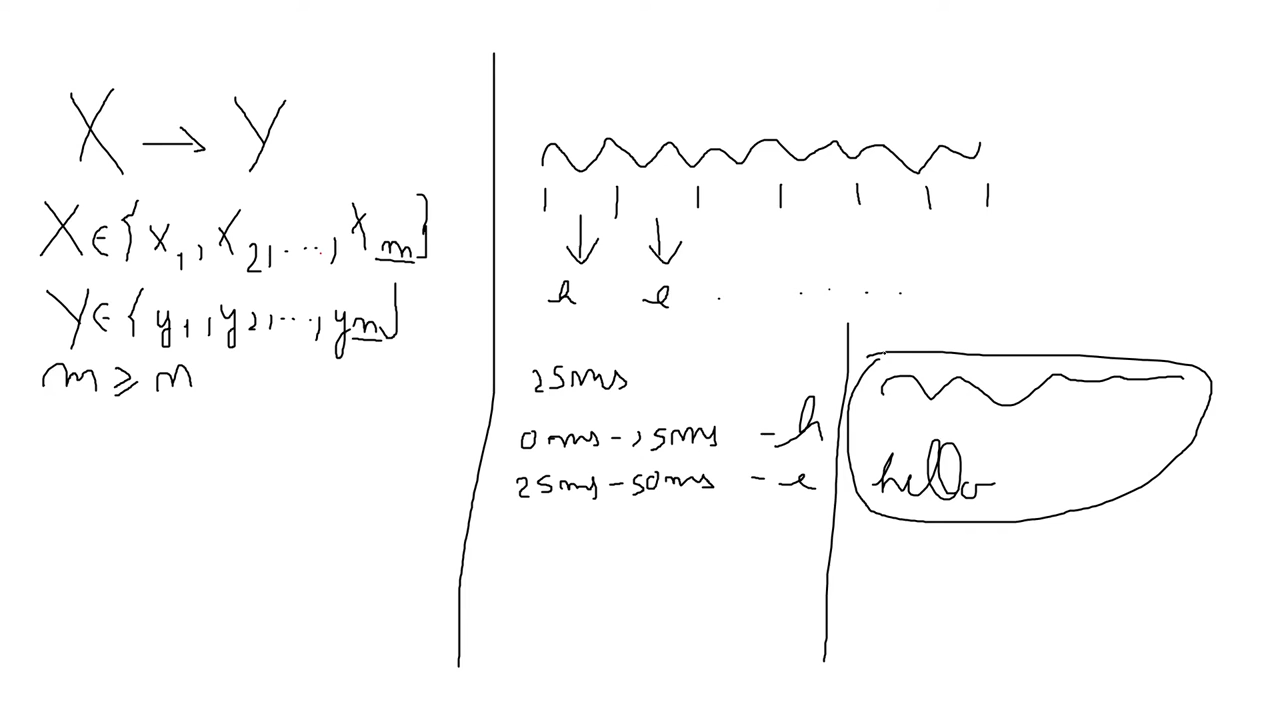 X → Y
X ∈ {x1, x2, ...., xm}
Y ∈ {y1, y2, ..., yn}
m ≥ n
h e . . . . .
25ms
0ms - 25ms - h
25ms - 50ms - e
hello